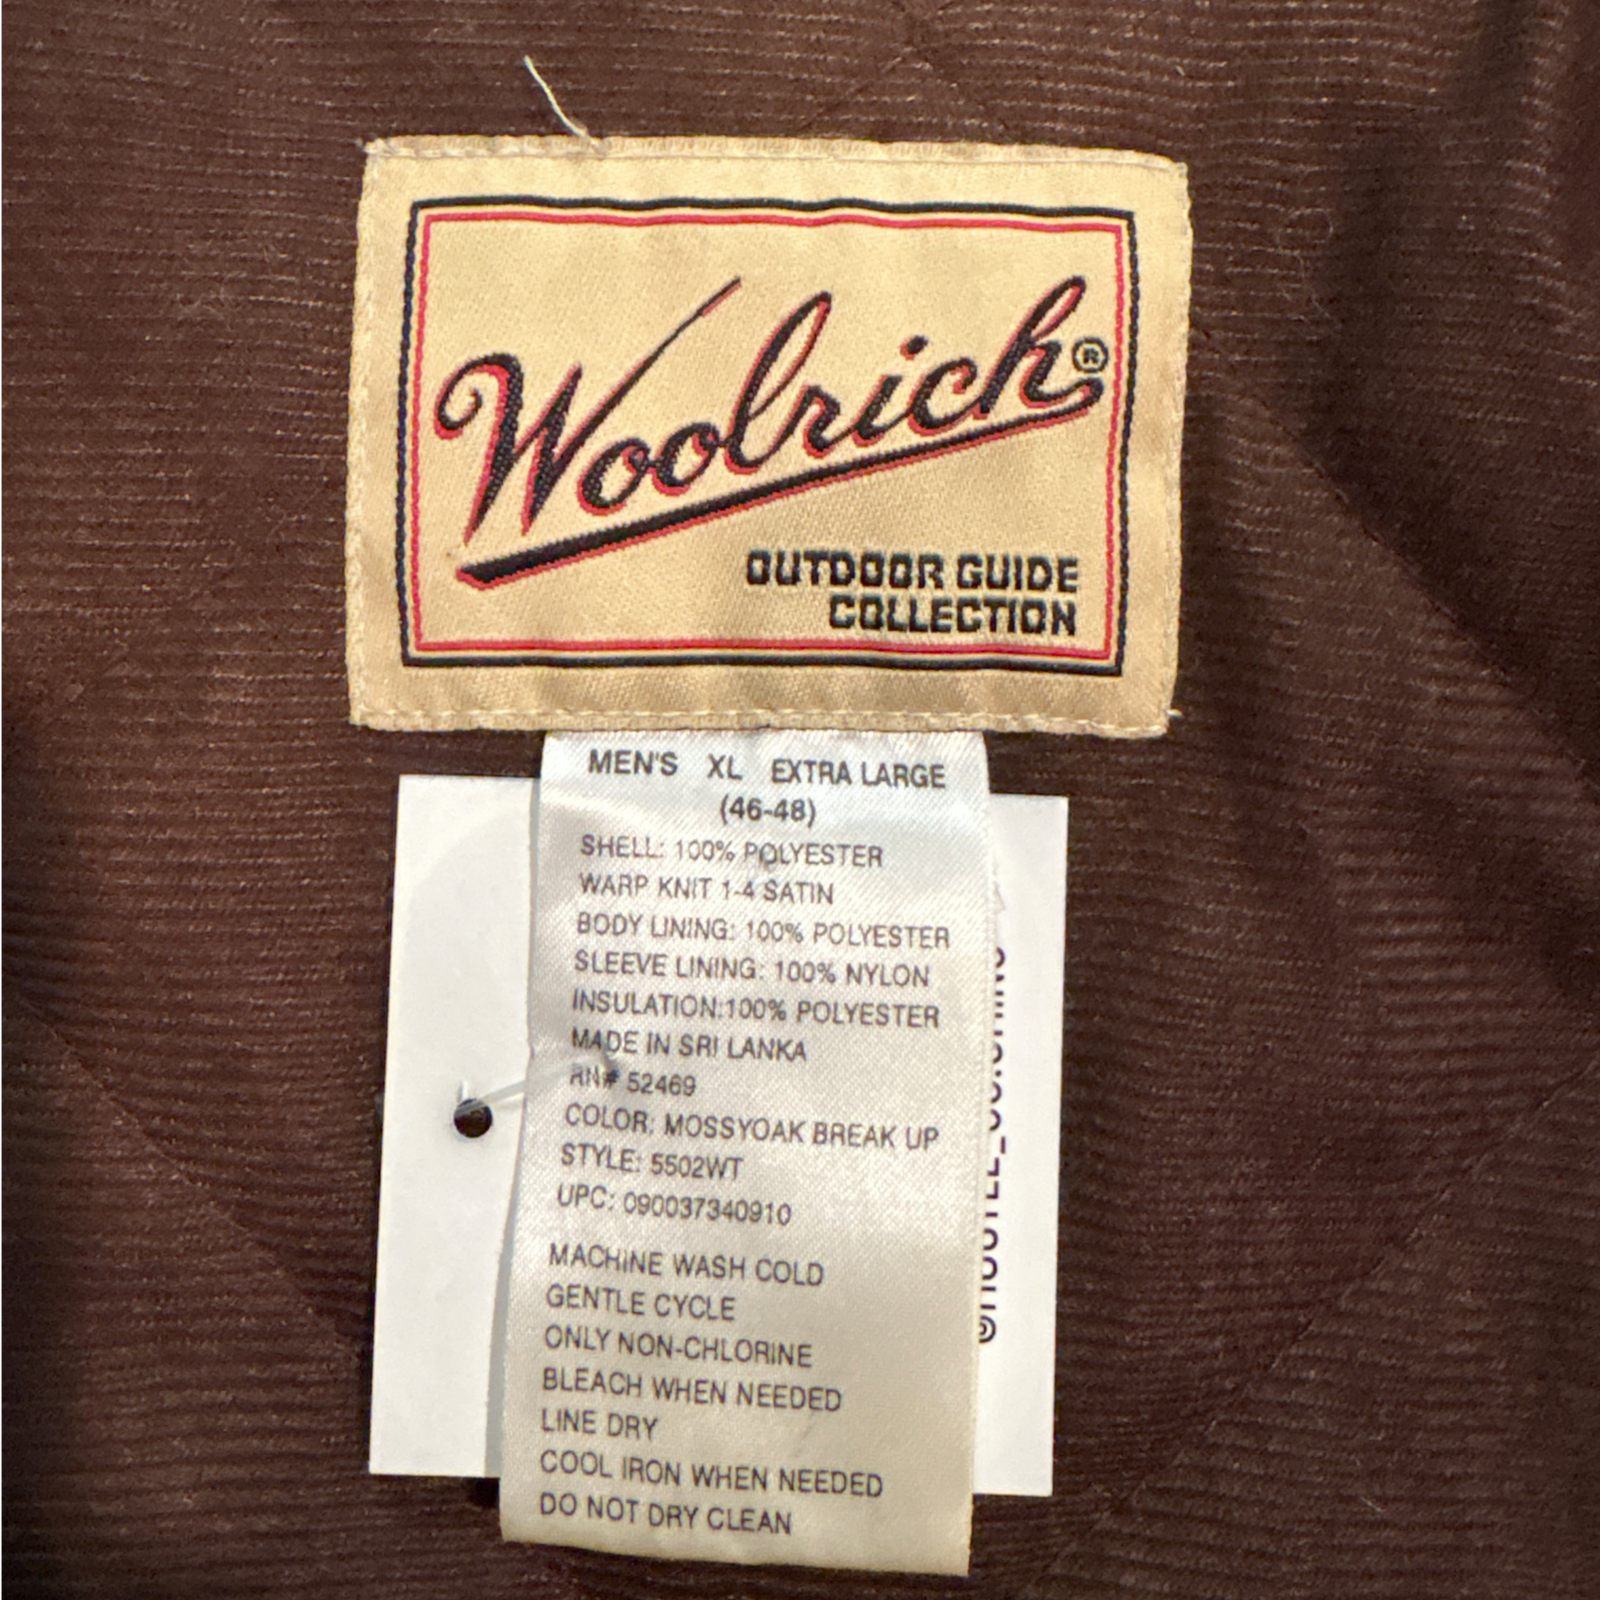 Woolrich®
OUTDOOR GUIDE
COLLECTION
MEN'S XL EXTRA LARGE
(46-48)
SHELL: 100% POLYESTER
WARP KNIT 1-4 SATIN
BODY LINING: 100% POLYESTER
SLEEVE LINING: 100% NYLON
INSULATION:100% POLYESTER
MADE IN SRI LANKA
RN# 52469
COLOR: MOSSYOAK BREAK UP
STYLE: 5502WT
UPC: 090037340910
MACHINE WASH COLD
GENTLE CYCLE
ONLY NON-CHLORINE
BLEACH WHEN NEEDED
LINE DRY
COOL IRON WHEN NEEDED
DO NOT DRY CLEAN